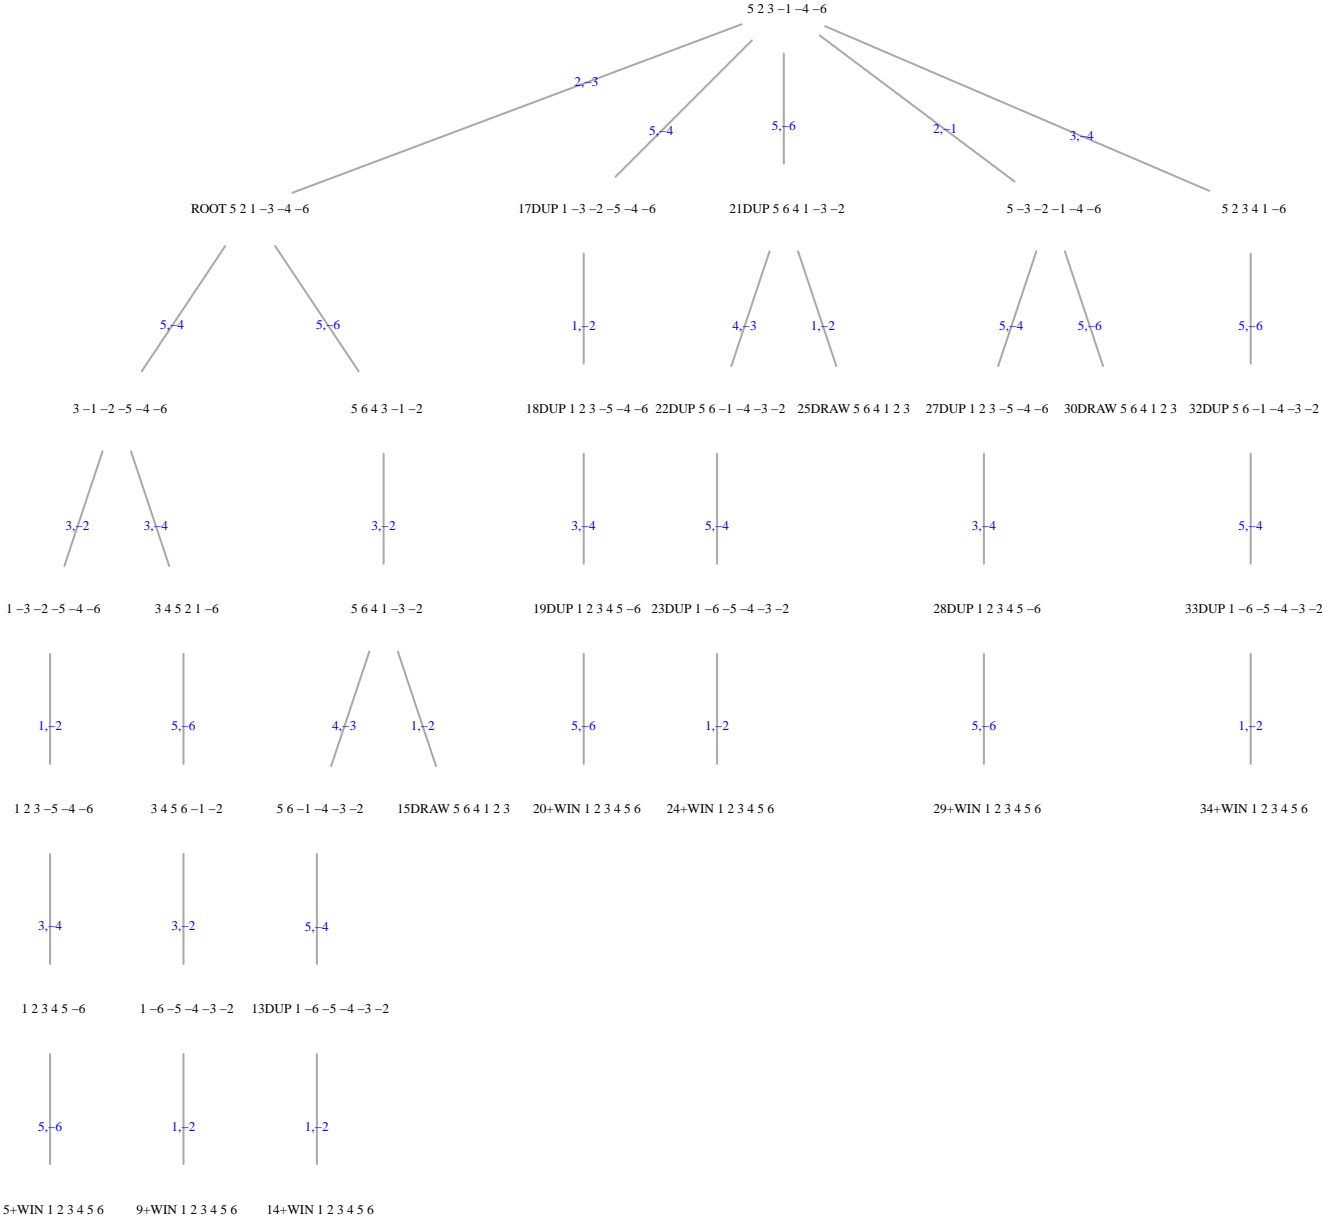 5 2 3 −1 −4 −6
2,−3
5,−4
5,−6
2,−1
3,−4
ROOT 5 2 1 −3 −4 −6
17DUP 1 −3 −2 −5 −4 −6
21DUP 5 6 4 1 −3 −2
5 −3 −2 −1 −4 −6
5 2 3 4 1 −6
5,−4
5,−6
1,−2
4,−3
1,−2
5,−4
5,−6
5,−6
3 −1 −2 −5 −4 −6
5 6 4 3 −1 −2
18DUP 1 2 3 −5 −4 −6
22DUP 5 6 −1 −4 −3 −2
25DRAW 5 6 4 1 2 3
27DUP 1 2 3 −5 −4 −6
30DRAW 5 6 4 1 2 3
32DUP 5 6 −1 −4 −3 −2
3,−2
3,−4
3,−2
3,−4
5,−4
3,−4
5,−4
1 −3 −2 −5 −4 −6
3 4 5 2 1 −6
5 6 4 1 −3 −2
19DUP 1 2 3 4 5 −6
23DUP 1 −6 −5 −4 −3 −2
28DUP 1 2 3 4 5 −6
33DUP 1 −6 −5 −4 −3 −2
1,−2
5,−6
4,−3
1,−2
5,−6
1,−2
5,−6
1,−2
1 2 3 −5 −4 −6
3 4 5 6 −1 −2
5 6 −1 −4 −3 −2
15DRAW 5 6 4 1 2 3
20+WIN 1 2 3 4 5 6
24+WIN 1 2 3 4 5 6
29+WIN 1 2 3 4 5 6
34+WIN 1 2 3 4 5 6
3,−4
3,−2
5,−4
1 2 3 4 5 −6
1 −6 −5 −4 −3 −2
13DUP 1 −6 −5 −4 −3 −2
5,−6
1,−2
1,−2
5+WIN 1 2 3 4 5 6
9+WIN 1 2 3 4 5 6
14+WIN 1 2 3 4 5 6